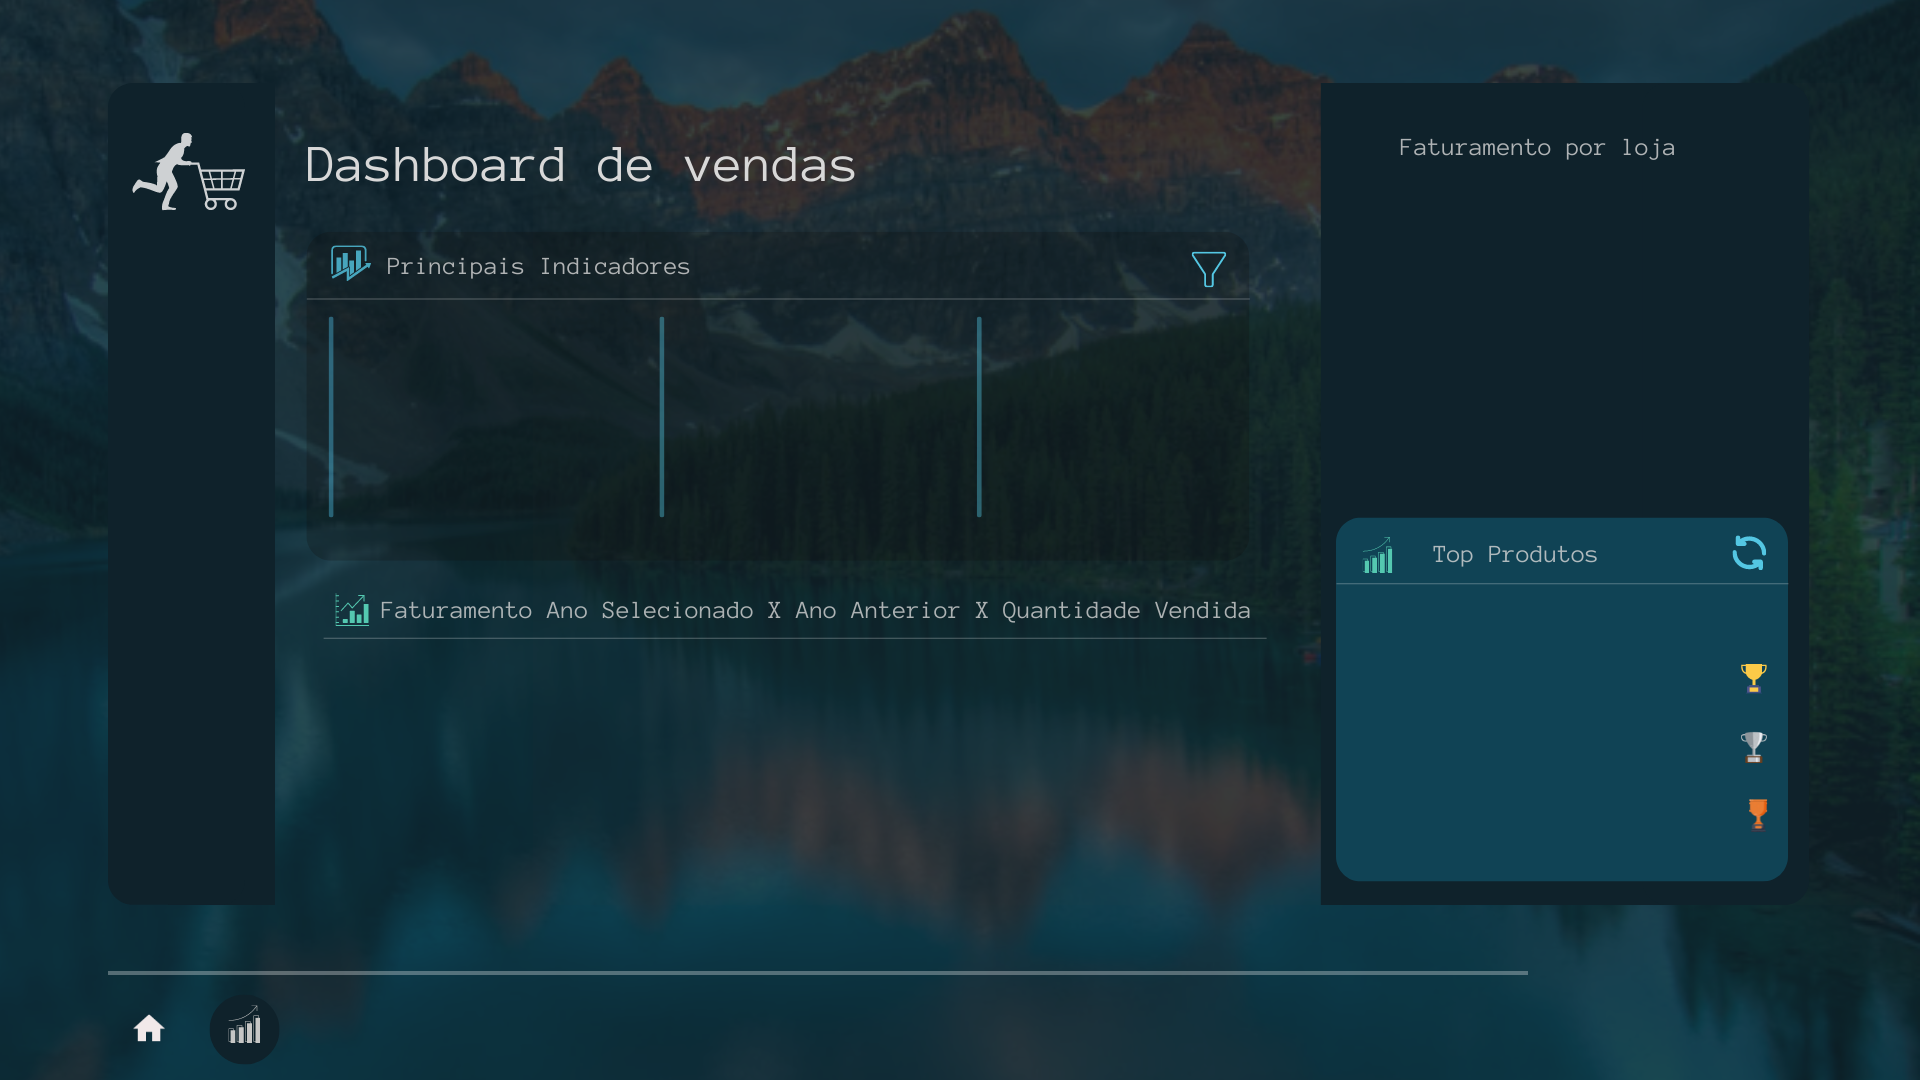 Dashboard de vendas
Principais Indicadores
Faturamento Ano Selecionado X Ano Anterior X Quantidade Vendida
Faturamento por loja
Top Produtos